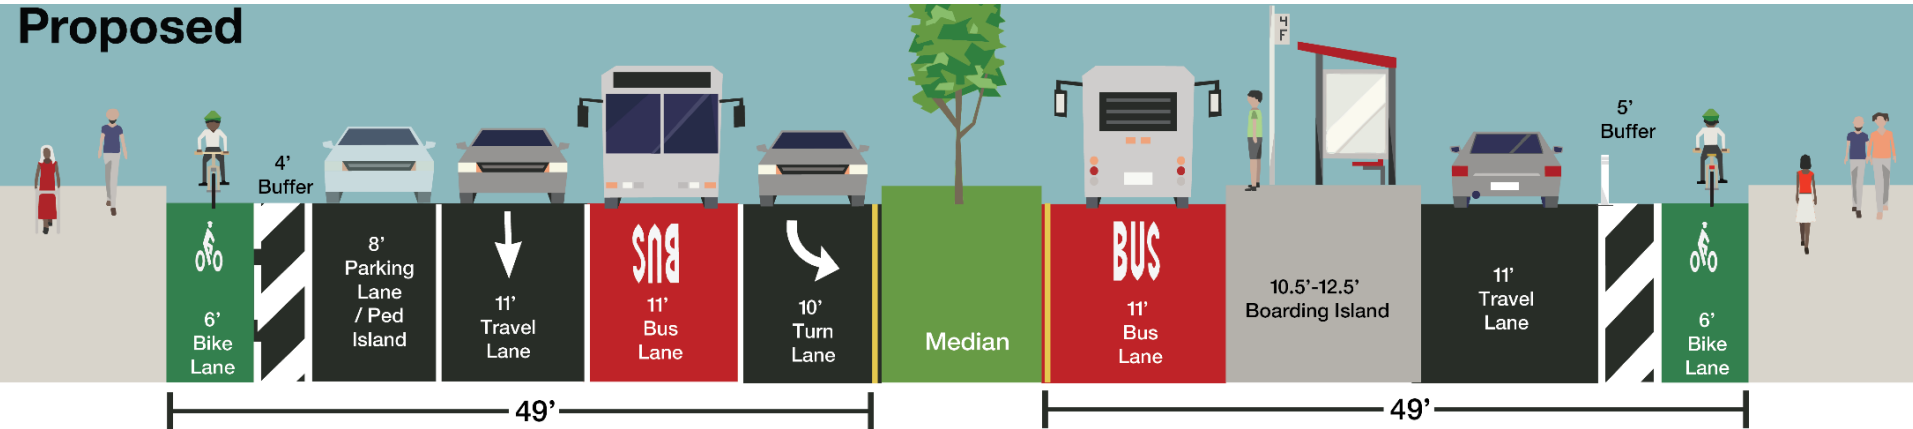 Proposed
4
F
4’
Buffer
5’
Buffer
6’
Bike
Lane
8’
Parking
Lane
/ Ped
Island
11’
Travel
Lane
BUS
11’
Bus
Lane
10’
Turn
Lane
Median
BUS
11’
Bus
Lane
10.5’-12.5’
Boarding Island
11’
Travel
Lane
6’
Bike
Lane
49’
49’